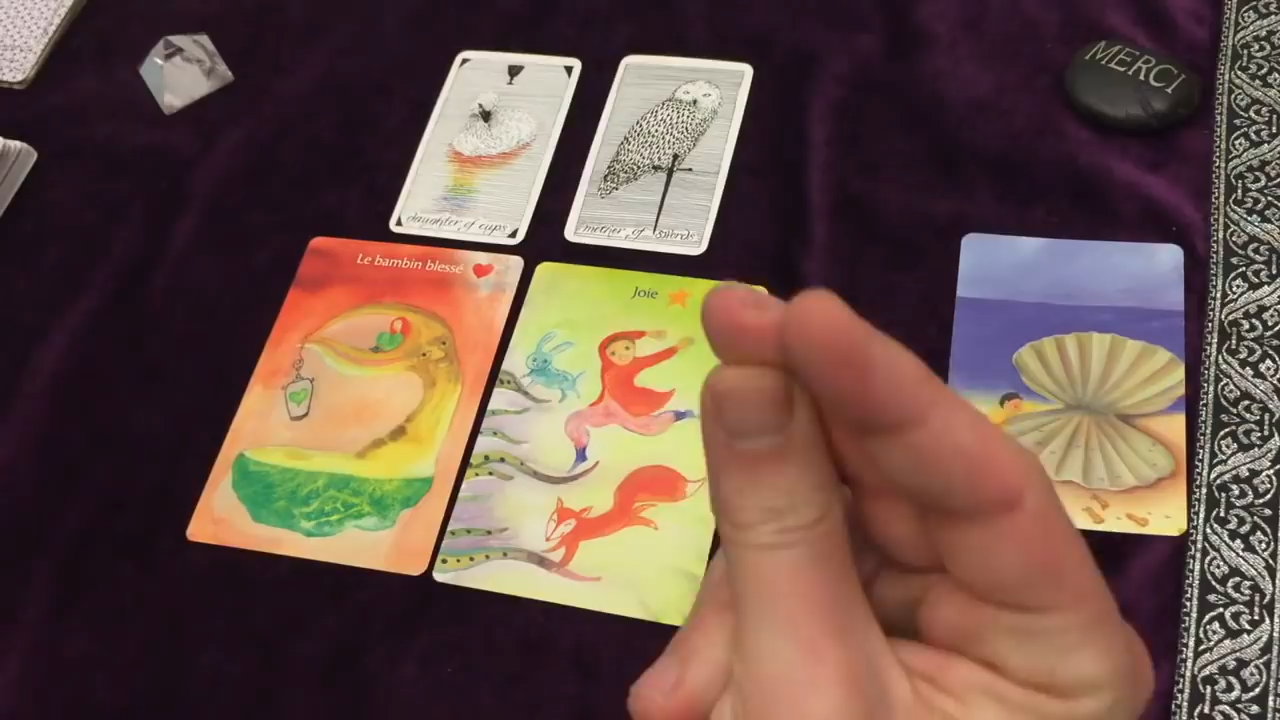 MERCI
daughter of cups
mother of swords
Le bambin blessé
Joie